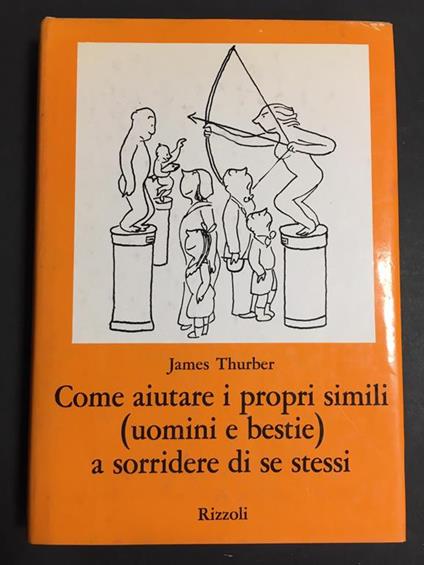 James Thurber
Come aiutare i propri simili
(uomini e bestie)
a sorridere di se stessi
Rizzoli